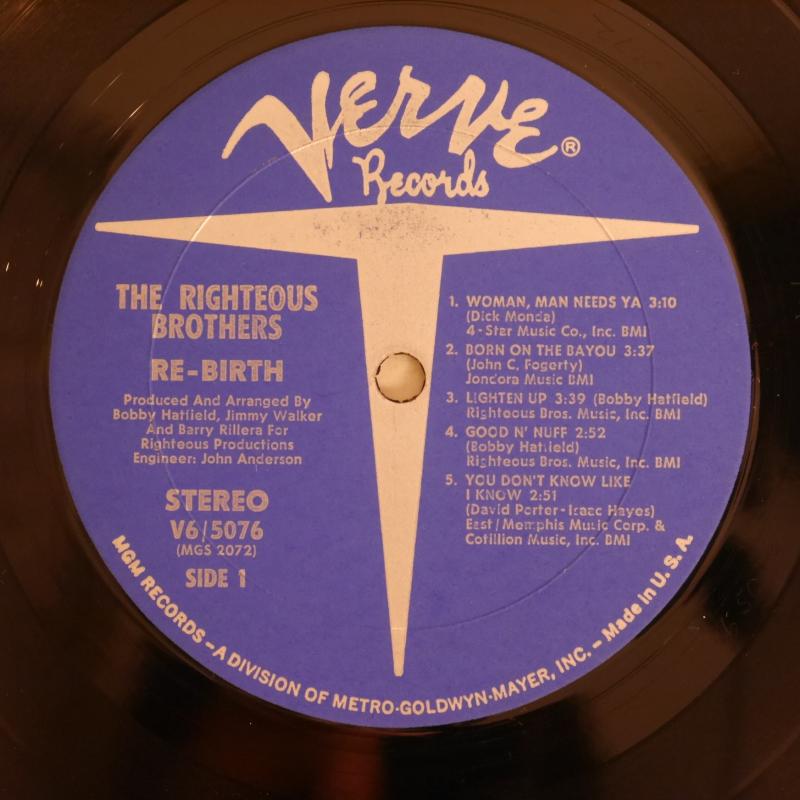 VERVE®
Records
THE RIGHTEOUS
BROTHERS
RE-BIRTH
Produced And Arranged By
Bobby Hatfield, Jimmy Walker
And Barry Rillera For
Righteous Productions
Engineer: John Anderson
STEREO
V6/5076
(MGS 2072)
SIDE 1
1. WOMAN, MAN NEEDS YA 3:10
(Dick Monda)
4-Star Music Co., Inc. BMI
2. BORN ON THE BAYOU 3:37
(John C. Fogerty)
Jondora Music BMI
3. LIGHTEN UP 3:39 (Bobby Hatfield)
Righteous Bros. Music, Inc. BMI
4. GOOD N' NUFF 2:52
(Bobby Hatfield)
Righteous Bros. Music, Inc. BMI
5. YOU DON'T KNOW LIKE
I KNOW 2:51
(David Porter-Isaac Hayes)
East/Memphis Music Corp. &
Cotillion Music, Inc. BMI
MGM RECORDS – A DIVISION OF METRO-GOLDWYN-MAYER, INC. – Made in U.S.A.